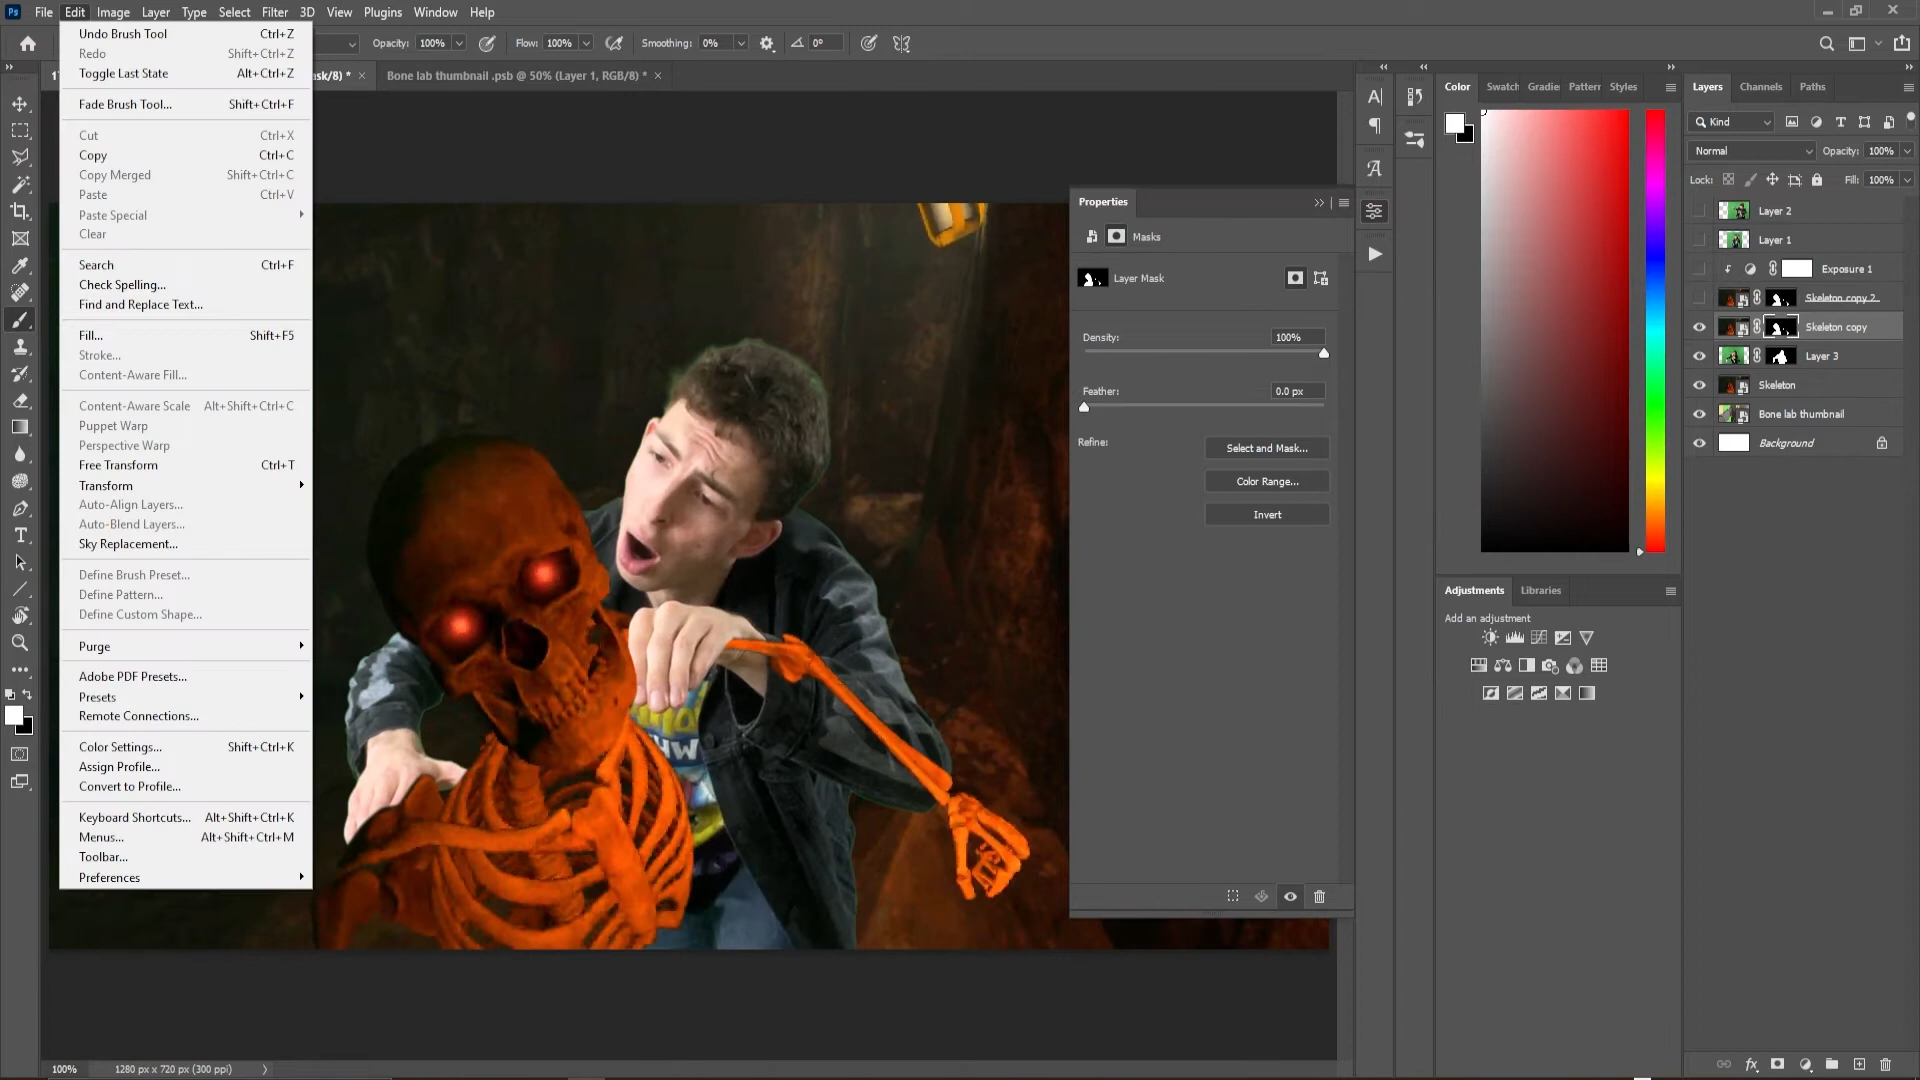 Ps File Edit Image Layer Type Select Filter 3D View Plugins Window Help
Opacity: 100% Flow: 100% Smoothing: 0% 0°
ask/8) * × Bone lab thumbnail .psb @ 50% (Layer 1, RGB/8) * ×
Undo Brush Tool Ctrl+Z
Redo Shift+Ctrl+Z
Toggle Last State Alt+Ctrl+Z
Fade Brush Tool... Shift+Ctrl+F
Cut Ctrl+X
Copy Ctrl+C
Copy Merged Shift+Ctrl+C
Paste Ctrl+V
Paste Special
Clear
Search Ctrl+F
Check Spelling...
Find and Replace Text...
Fill... Shift+F5
Stroke...
Content-Aware Fill...
Content-Aware Scale Alt+Shift+Ctrl+C
Puppet Warp
Perspective Warp
Free Transform Ctrl+T
Transform
Auto-Align Layers...
Auto-Blend Layers...
Sky Replacement...
Define Brush Preset...
Define Pattern...
Define Custom Shape...
Purge
Adobe PDF Presets...
Presets
Remote Connections...
Color Settings... Shift+Ctrl+K
Assign Profile...
Convert to Profile...
Keyboard Shortcuts... Alt+Shift+Ctrl+K
Menus... Alt+Shift+Ctrl+M
Toolbar...
Preferences
Properties
Masks
Layer Mask
Density: 100%
Feather: 0.0 px
Refine: Select and Mask...
Color Range...
Invert
Color Swatch Gradie Pattern Styles
Adjustments Libraries
Add an adjustment
Layers Channels Paths
Kind
Normal Opacity: 100%
Lock: Fill: 100%
Layer 2
Layer 1
Exposure 1
Skeleton copy 2
Skeleton copy
Layer 3
Skeleton
Bone lab thumbnail
Background
fx
100% 1280 px x 720 px (300 ppi)